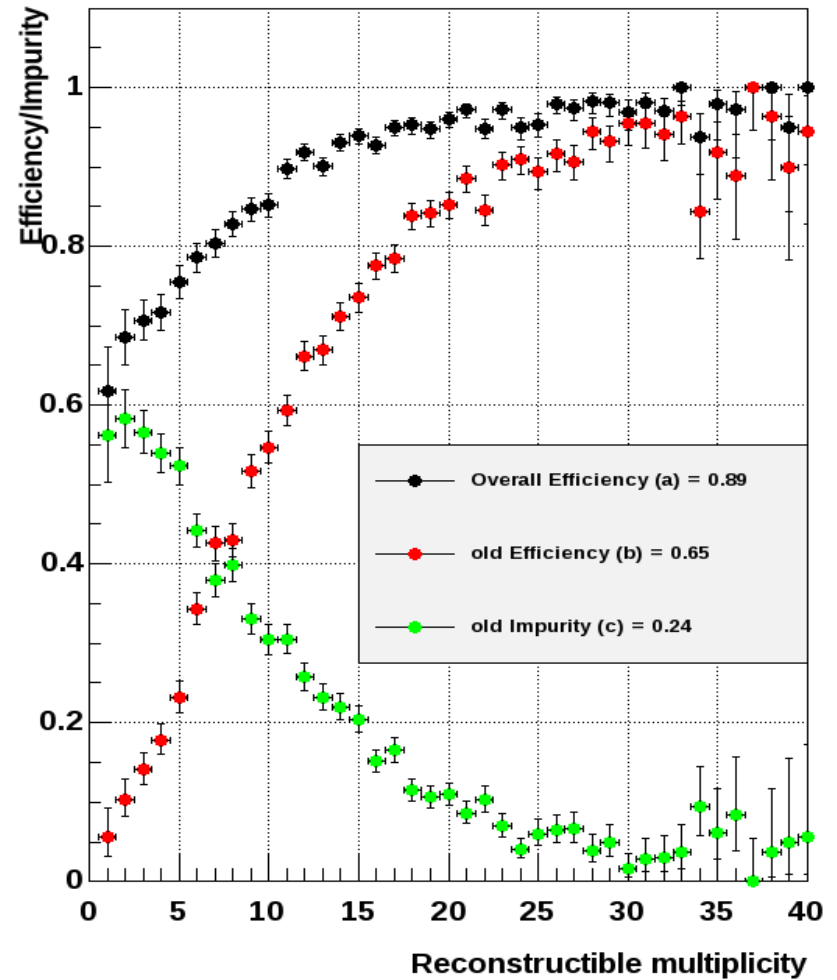 Efficiency/Impurity
1
0.8
0.6
0.4
0.2
0
Overall Efficiency (a) = 0.89
old Efficiency (b) = 0.65
old Impurity (c) = 0.24
0 5 10 15 20 25 30 35 40
Reconstructible multiplicity